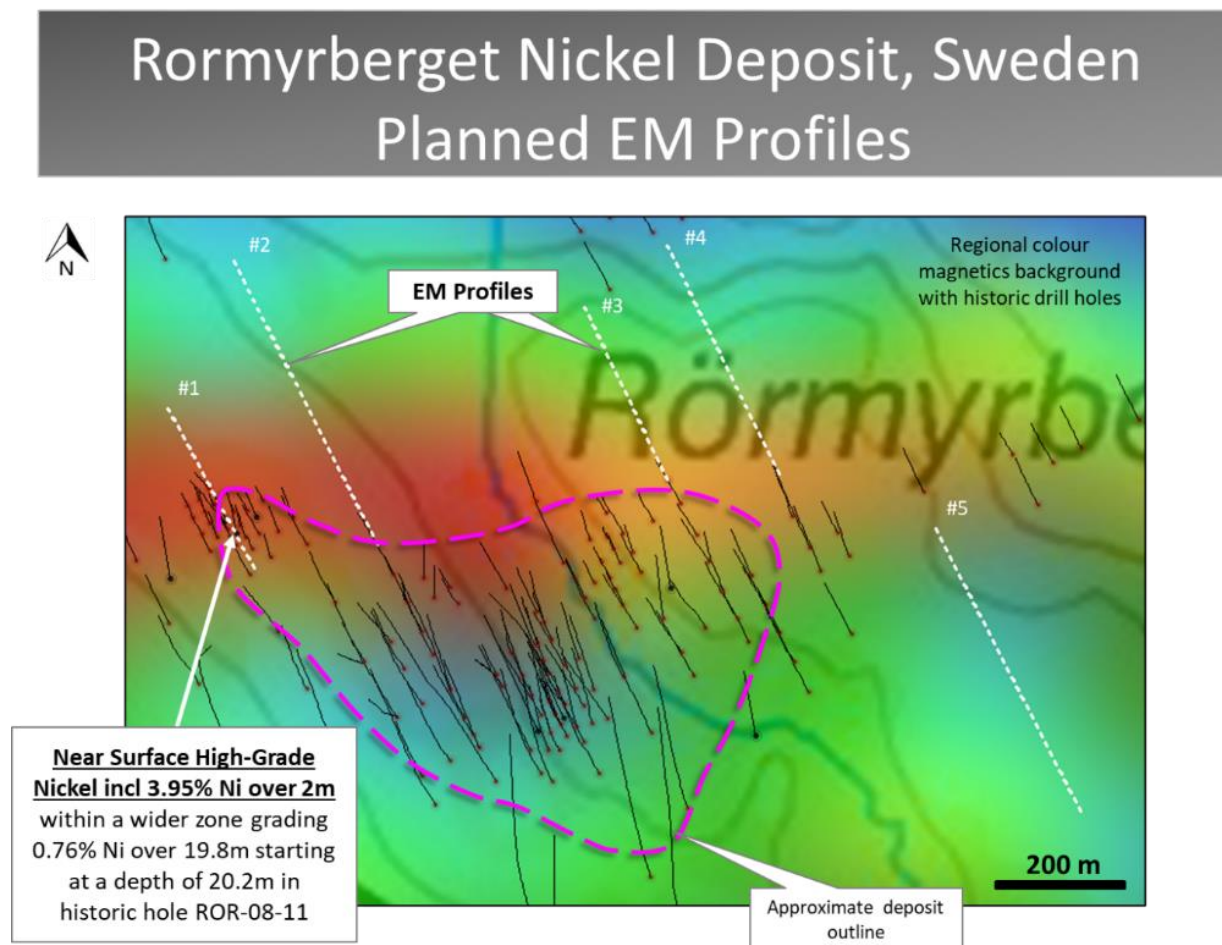 Rormyrberget Nickel Deposit, Sweden
Planned EM Profiles
N
#2
#4
Regional colour
magnetics background
with historic drill holes
EM Profiles
#3
#1
Rörmyrbe
#5
Near Surface High-Grade
Nickel incl 3.95% Ni over 2m
within a wider zone grading
0.76% Ni over 19.8m starting
at a depth of 20.2m in
historic hole ROR-08-11
200 m
Approximate deposit
outline